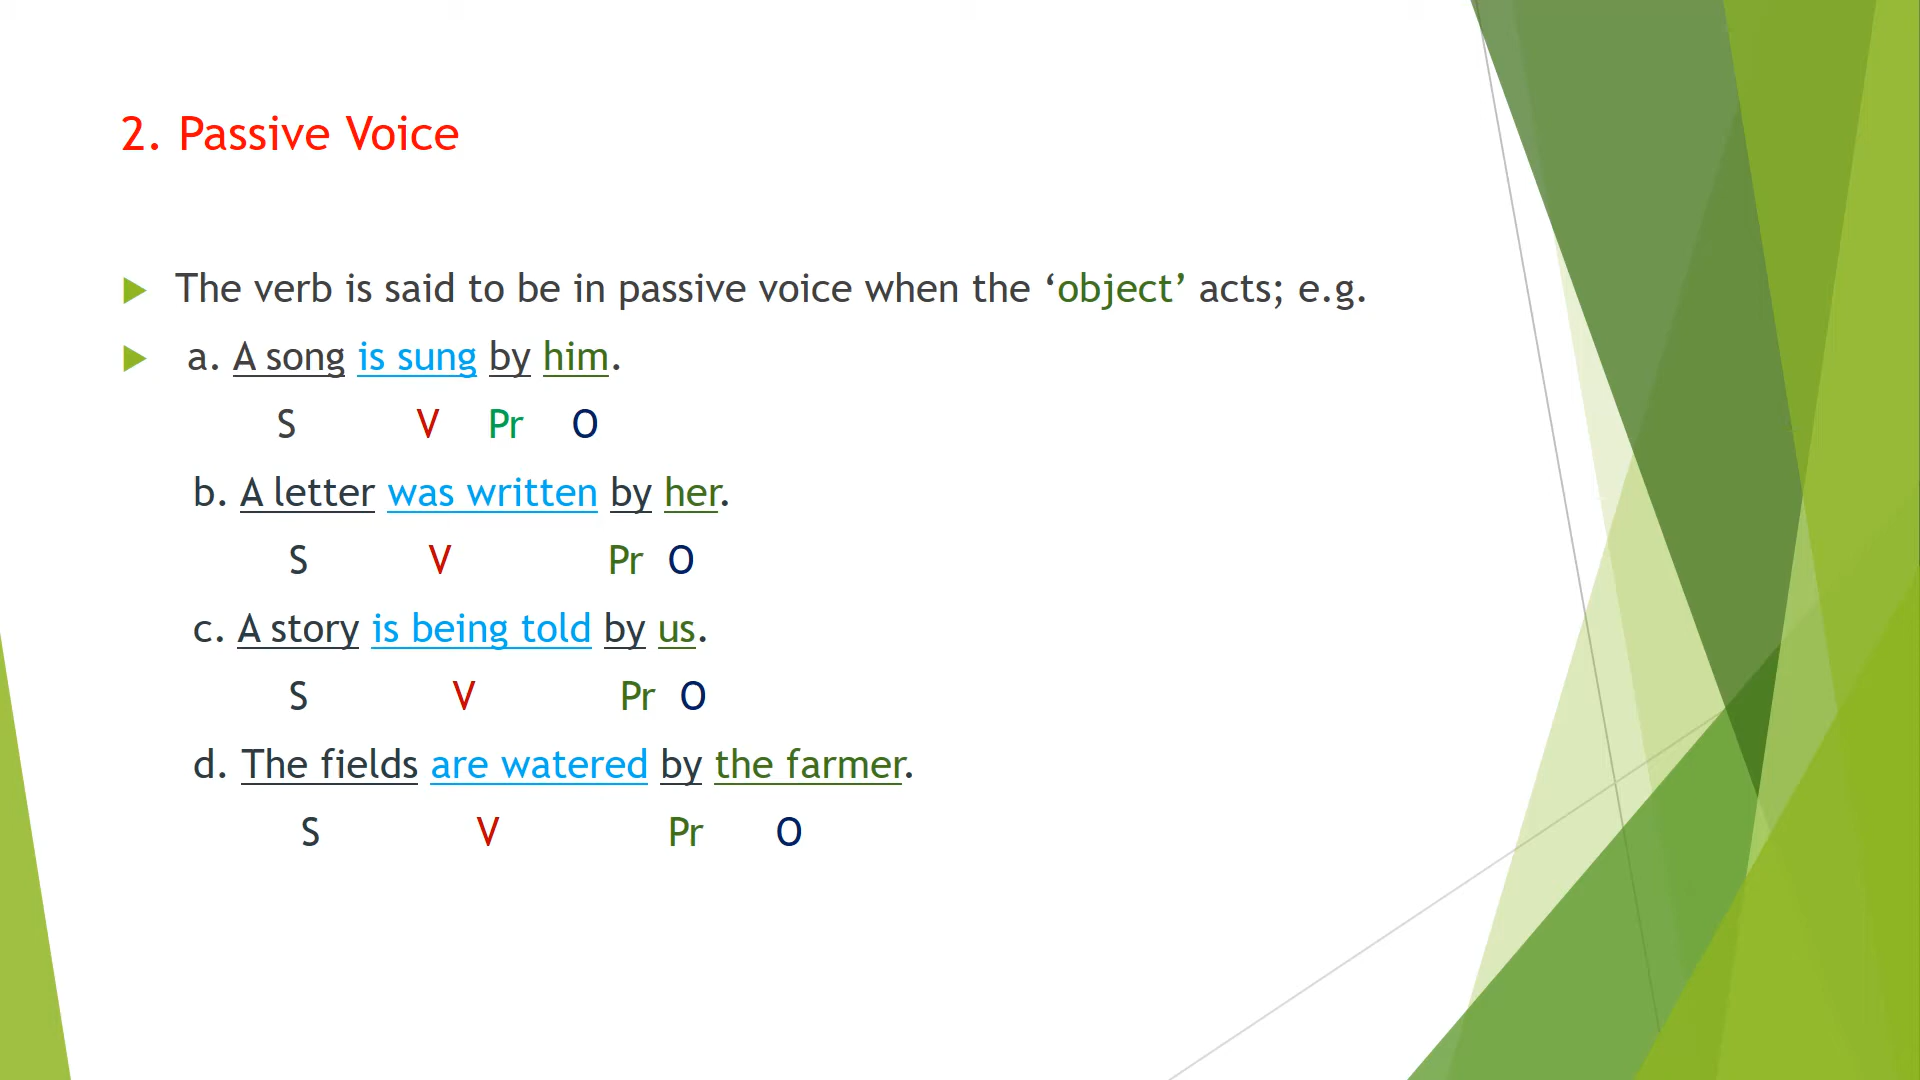 2. Passive Voice
The verb is said to be in passive voice when the ‘object’ acts; e.g.
a. A song is sung by him.
S V Pr O
b. A letter was written by her.
S V Pr O
c. A story is being told by us.
S V Pr O
d. The fields are watered by the farmer.
S V Pr O